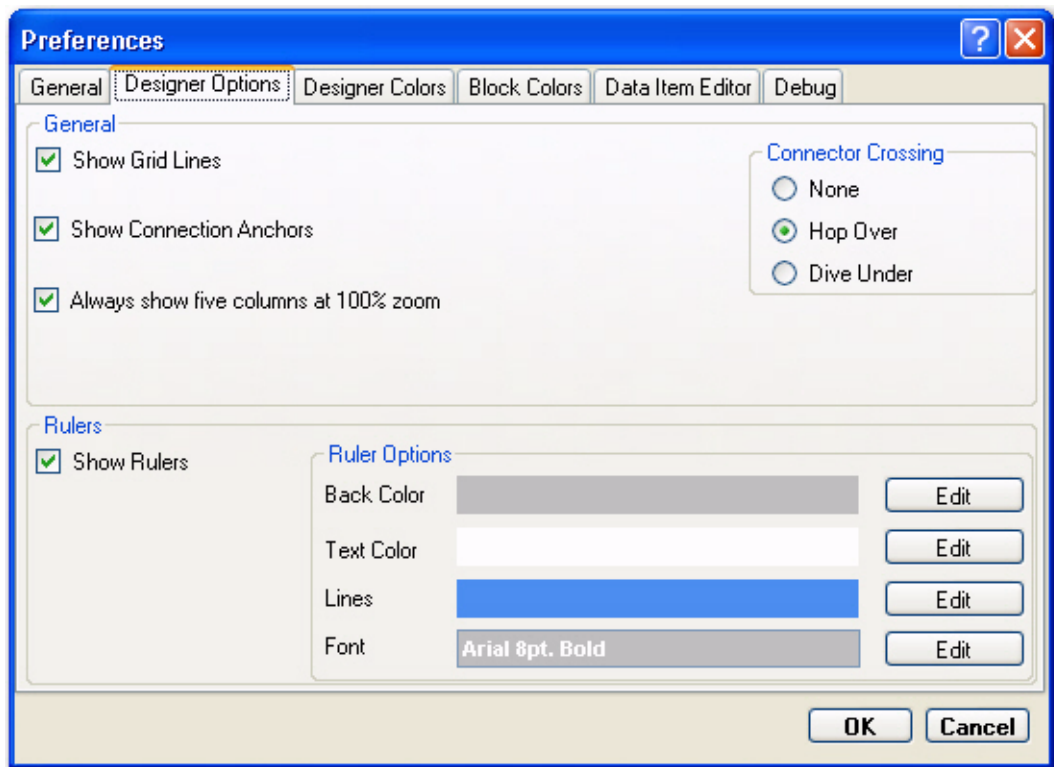 Preferences
?
General Designer Options Designer Colors Block Colors Data Item Editor Debug
General
Show Grid Lines
Show Connection Anchors
Always show five columns at 100% zoom
Connector Crossing
None
Hop Over
Dive Under
Rulers
Show Rulers
Ruler Options
Back Color Edit
Text Color Edit
Lines Edit
Font Arial 8pt. Bold Edit
OK Cancel